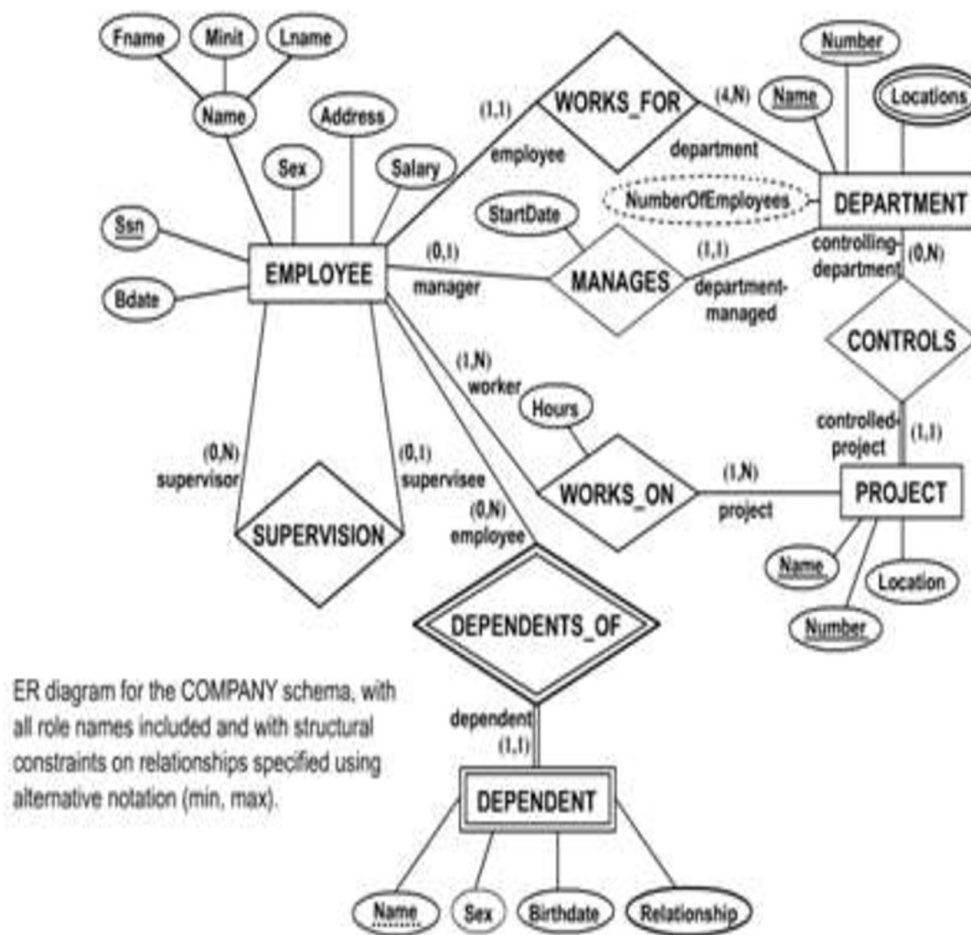 Fname
Minit
Lname
Name
Address
Sex
Salary
Ssn
Bdate
EMPLOYEE
(1,1)
employee
WORKS_FOR
(4,N)
department
Number
Name
Locations
NumberOfEmployees
DEPARTMENT
StartDate
(0,1)
manager
MANAGES
(1,1)
department-
managed
controlling-
department
(0,N)
CONTROLS
controlled-
project
(1,1)
(1,N)
worker
Hours
WORKS_ON
(1,N)
project
PROJECT
Name
Number
Location
(0,N)
supervisor
(0,1)
supervisee
SUPERVISION
(0,N)
employee
DEPENDENTS_OF
dependent
(1,1)
DEPENDENT
Name
Sex
Birthdate
Relationship
ER diagram for the COMPANY schema, with
all role names included and with structural
constraints on relationships specified using
alternative notation (min, max).